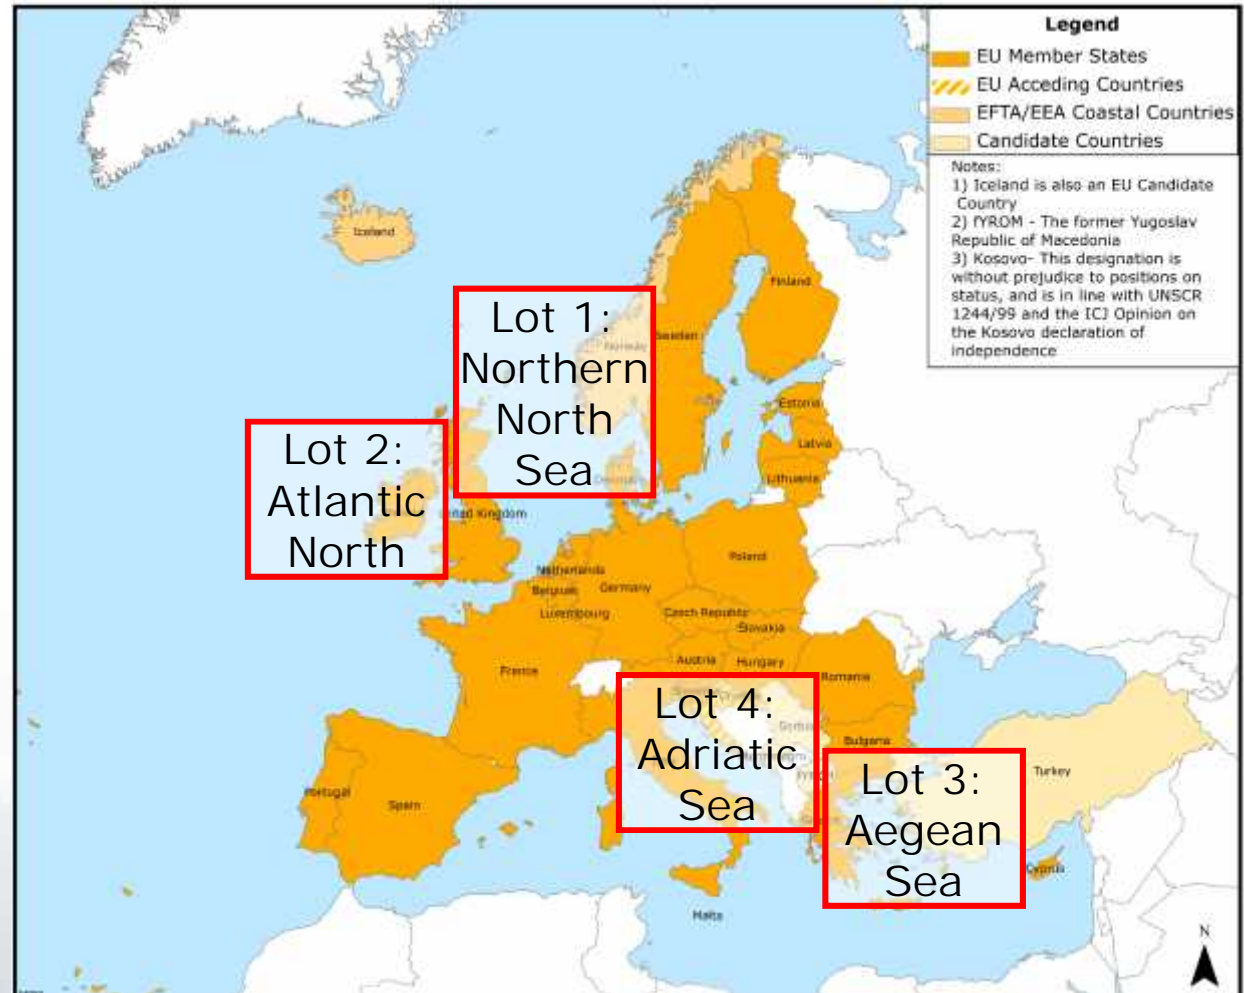 Legend
EU Member States
EU Acceding Countries
EFTA/EEA Coastal Countries
Candidate Countries
Notes:
1) Iceland is also an EU Candidate
Country
2) fYROM - The former Yugoslav
Republic of Macedonia
3) Kosovo- This designation is
without prejudice to positions on
status, and is in line with UNSCR
1244/99 and the ICJ Opinion on
the Kosovo declaration of
independence
Iceland
Finland
Lot 1:
Northern
North
Sea
Norway
Sweden
Estonia
Latvia
Lithuania
Lot 2:
Atlantic
North
United Kingdom
Poland
Netherlands
Belgium
Germany
Luxembourg
Czech Republic
Slovakia
Austria
Hungary
France
Romania
Lot 4:
Adriatic
Sea
Bulgaria
Lot 3:
Aegean
Sea
Turkey
Portugal
Spain
Cyprus
Malta
N